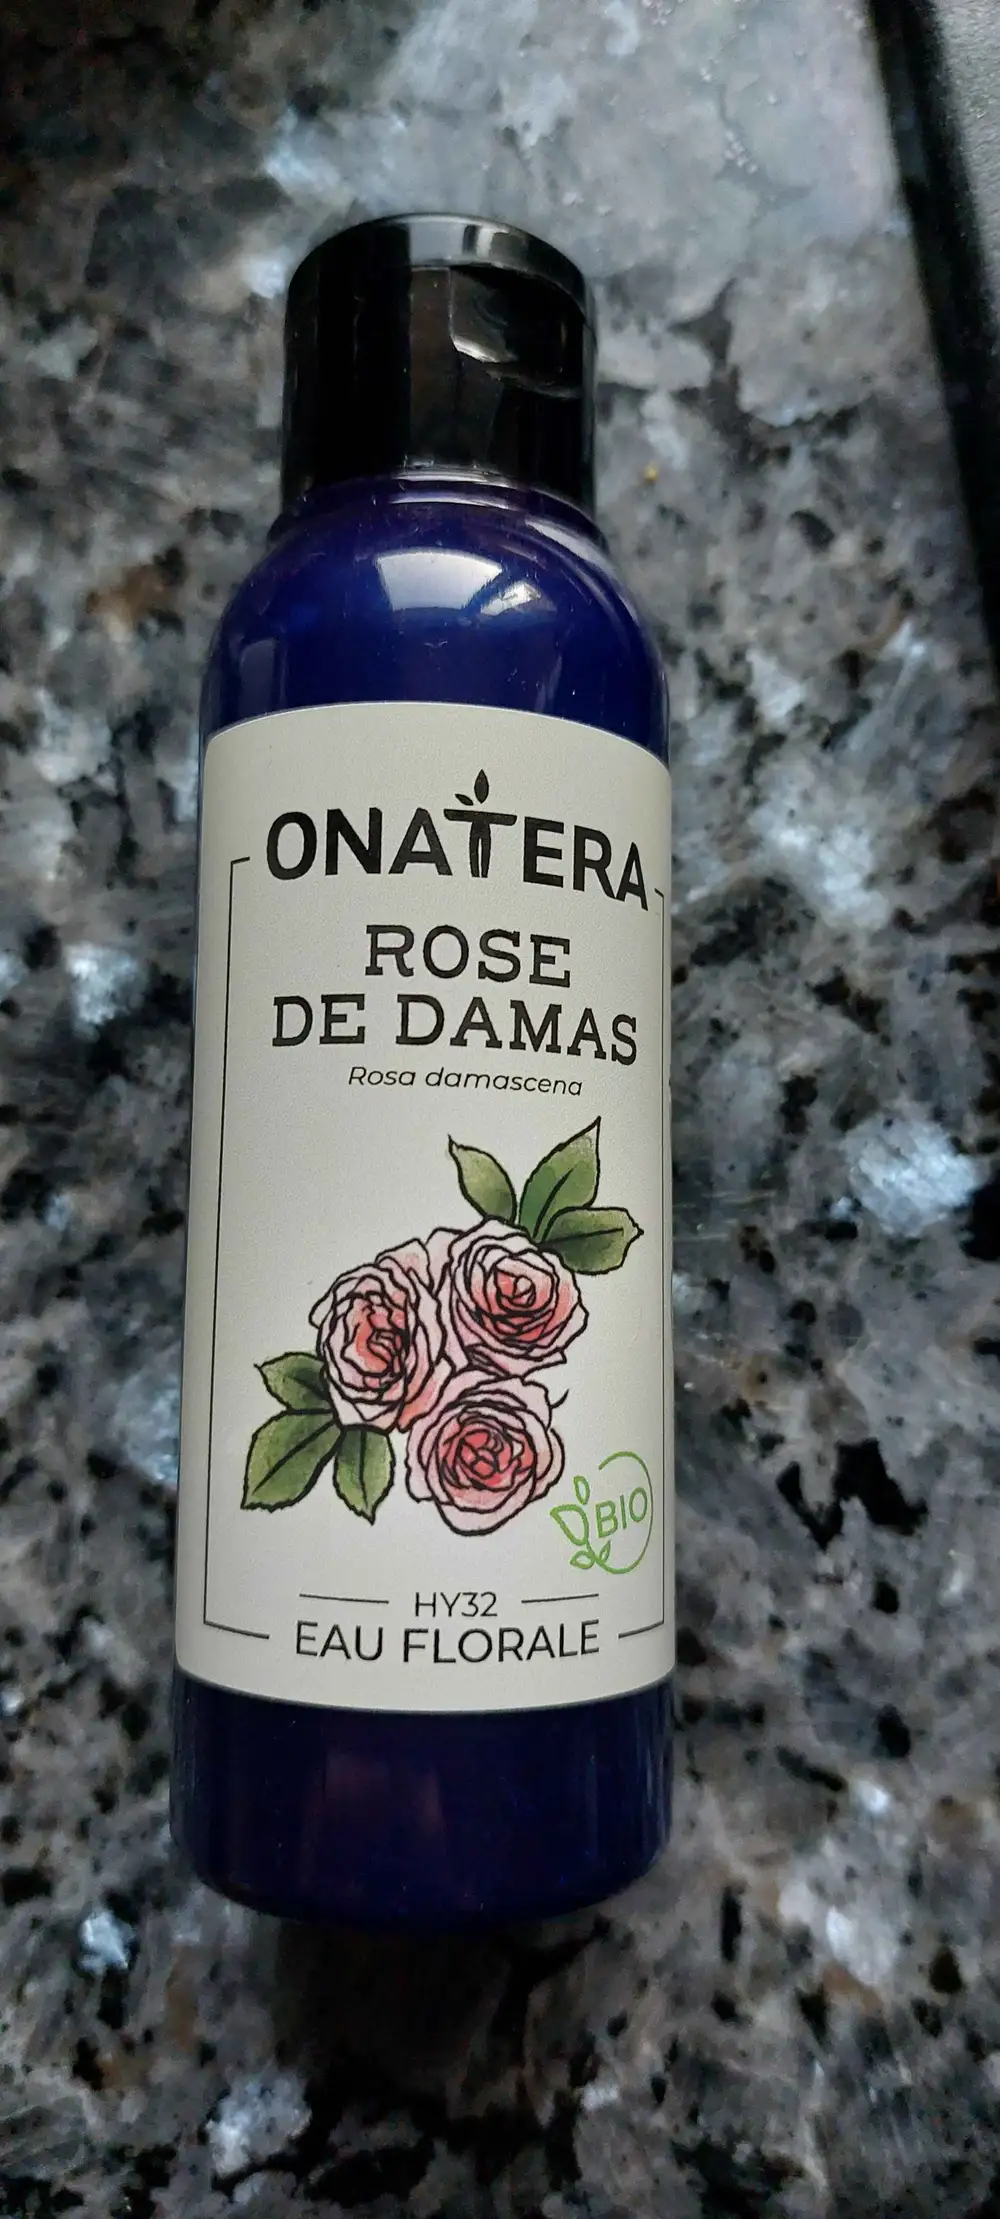 ONATERA
ROSE
DE DAMAS
Rosa damascena
BIO
HY32
EAU FLORALE